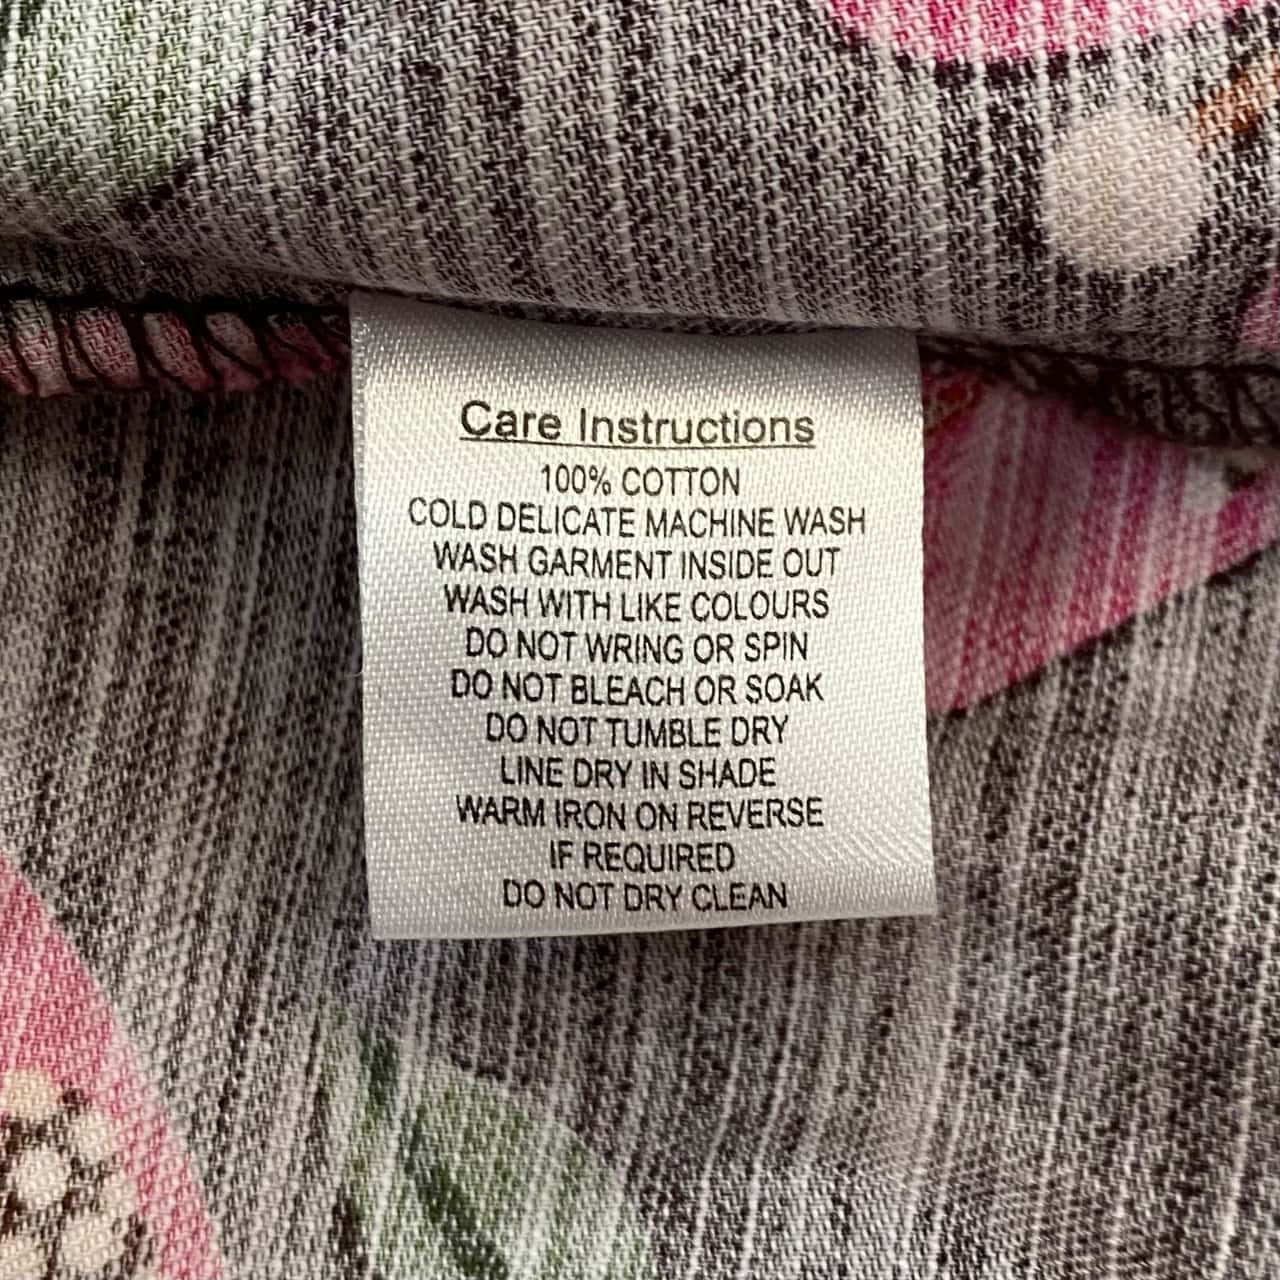 Care Instructions
100% COTTON
COLD DELICATE MACHINE WASH
WASH GARMENT INSIDE OUT
WASH WITH LIKE COLOURS
DO NOT WRING OR SPIN
DO NOT BLEACH OR SOAK
DO NOT TUMBLE DRY
LINE DRY IN SHADE
WARM IRON ON REVERSE
IF REQUIRED
DO NOT DRY CLEAN